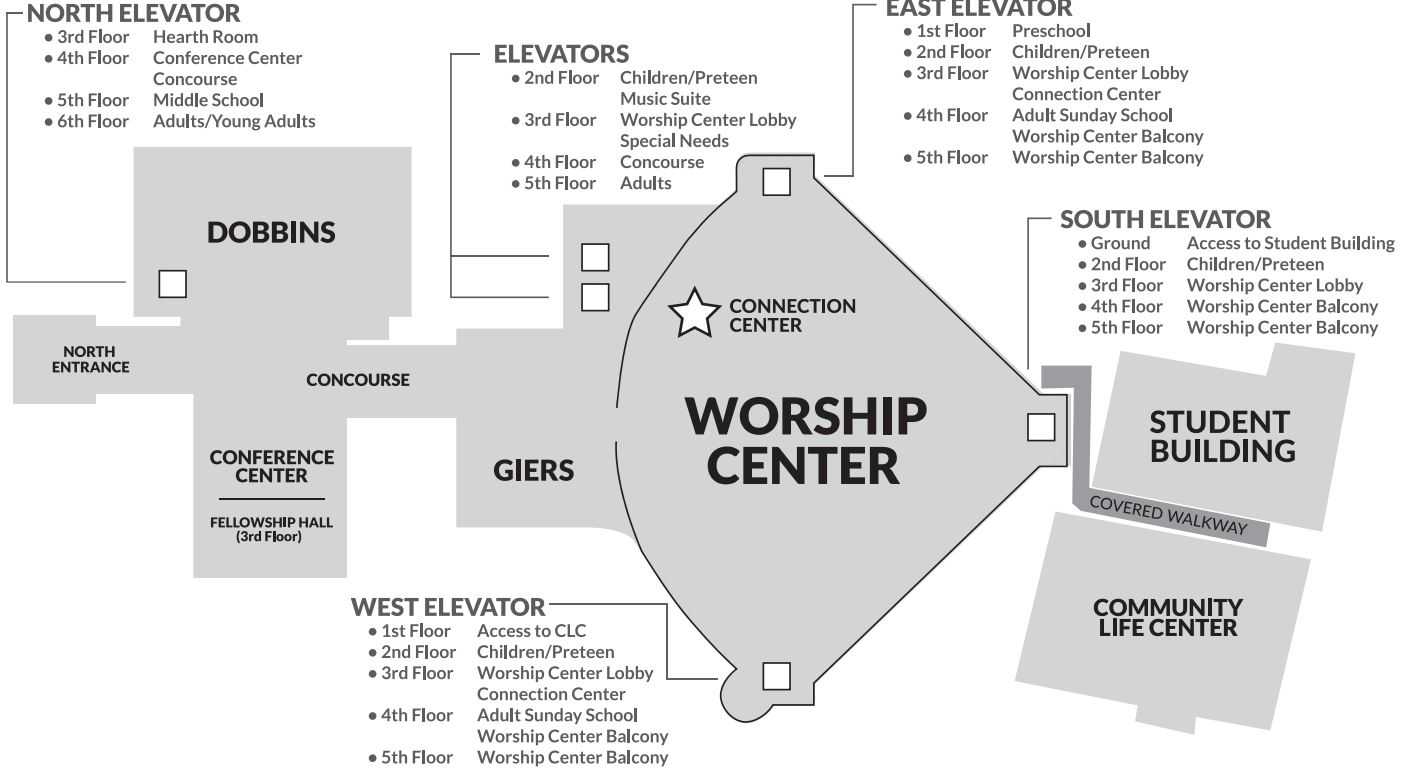 NORTH ELEVATOR
• 3rd Floor Hearth Room
• 4th Floor Conference Center
Concourse
• 5th Floor Middle School
• 6th Floor Adults/Young Adults
ELEVATORS
• 2nd Floor Children/Preteen
Music Suite
• 3rd Floor Worship Center Lobby
Special Needs
• 4th Floor Concourse
• 5th Floor Adults
EAST ELEVATOR
• 1st Floor Preschool
• 2nd Floor Children/Preteen
• 3rd Floor Worship Center Lobby
Connection Center
• 4th Floor Adult Sunday School
Worship Center Balcony
• 5th Floor Worship Center Balcony
SOUTH ELEVATOR
• Ground Access to Student Building
• 2nd Floor Children/Preteen
• 3rd Floor Worship Center Lobby
• 4th Floor Worship Center Balcony
• 5th Floor Worship Center Balcony
DOBBINS
CONNECTION
CENTER
NORTH
ENTRANCE
CONCOURSE
WORSHIP
CENTER
STUDENT
BUILDING
CONFERENCE
CENTER
FELLOWSHIP HALL
(3rd Floor)
GIERS
COVERED WALKWAY
COMMUNITY
LIFE CENTER
WEST ELEVATOR
• 1st Floor Access to CLC
• 2nd Floor Children/Preteen
• 3rd Floor Worship Center Lobby
Connection Center
• 4th Floor Adult Sunday School
Worship Center Balcony
• 5th Floor Worship Center Balcony